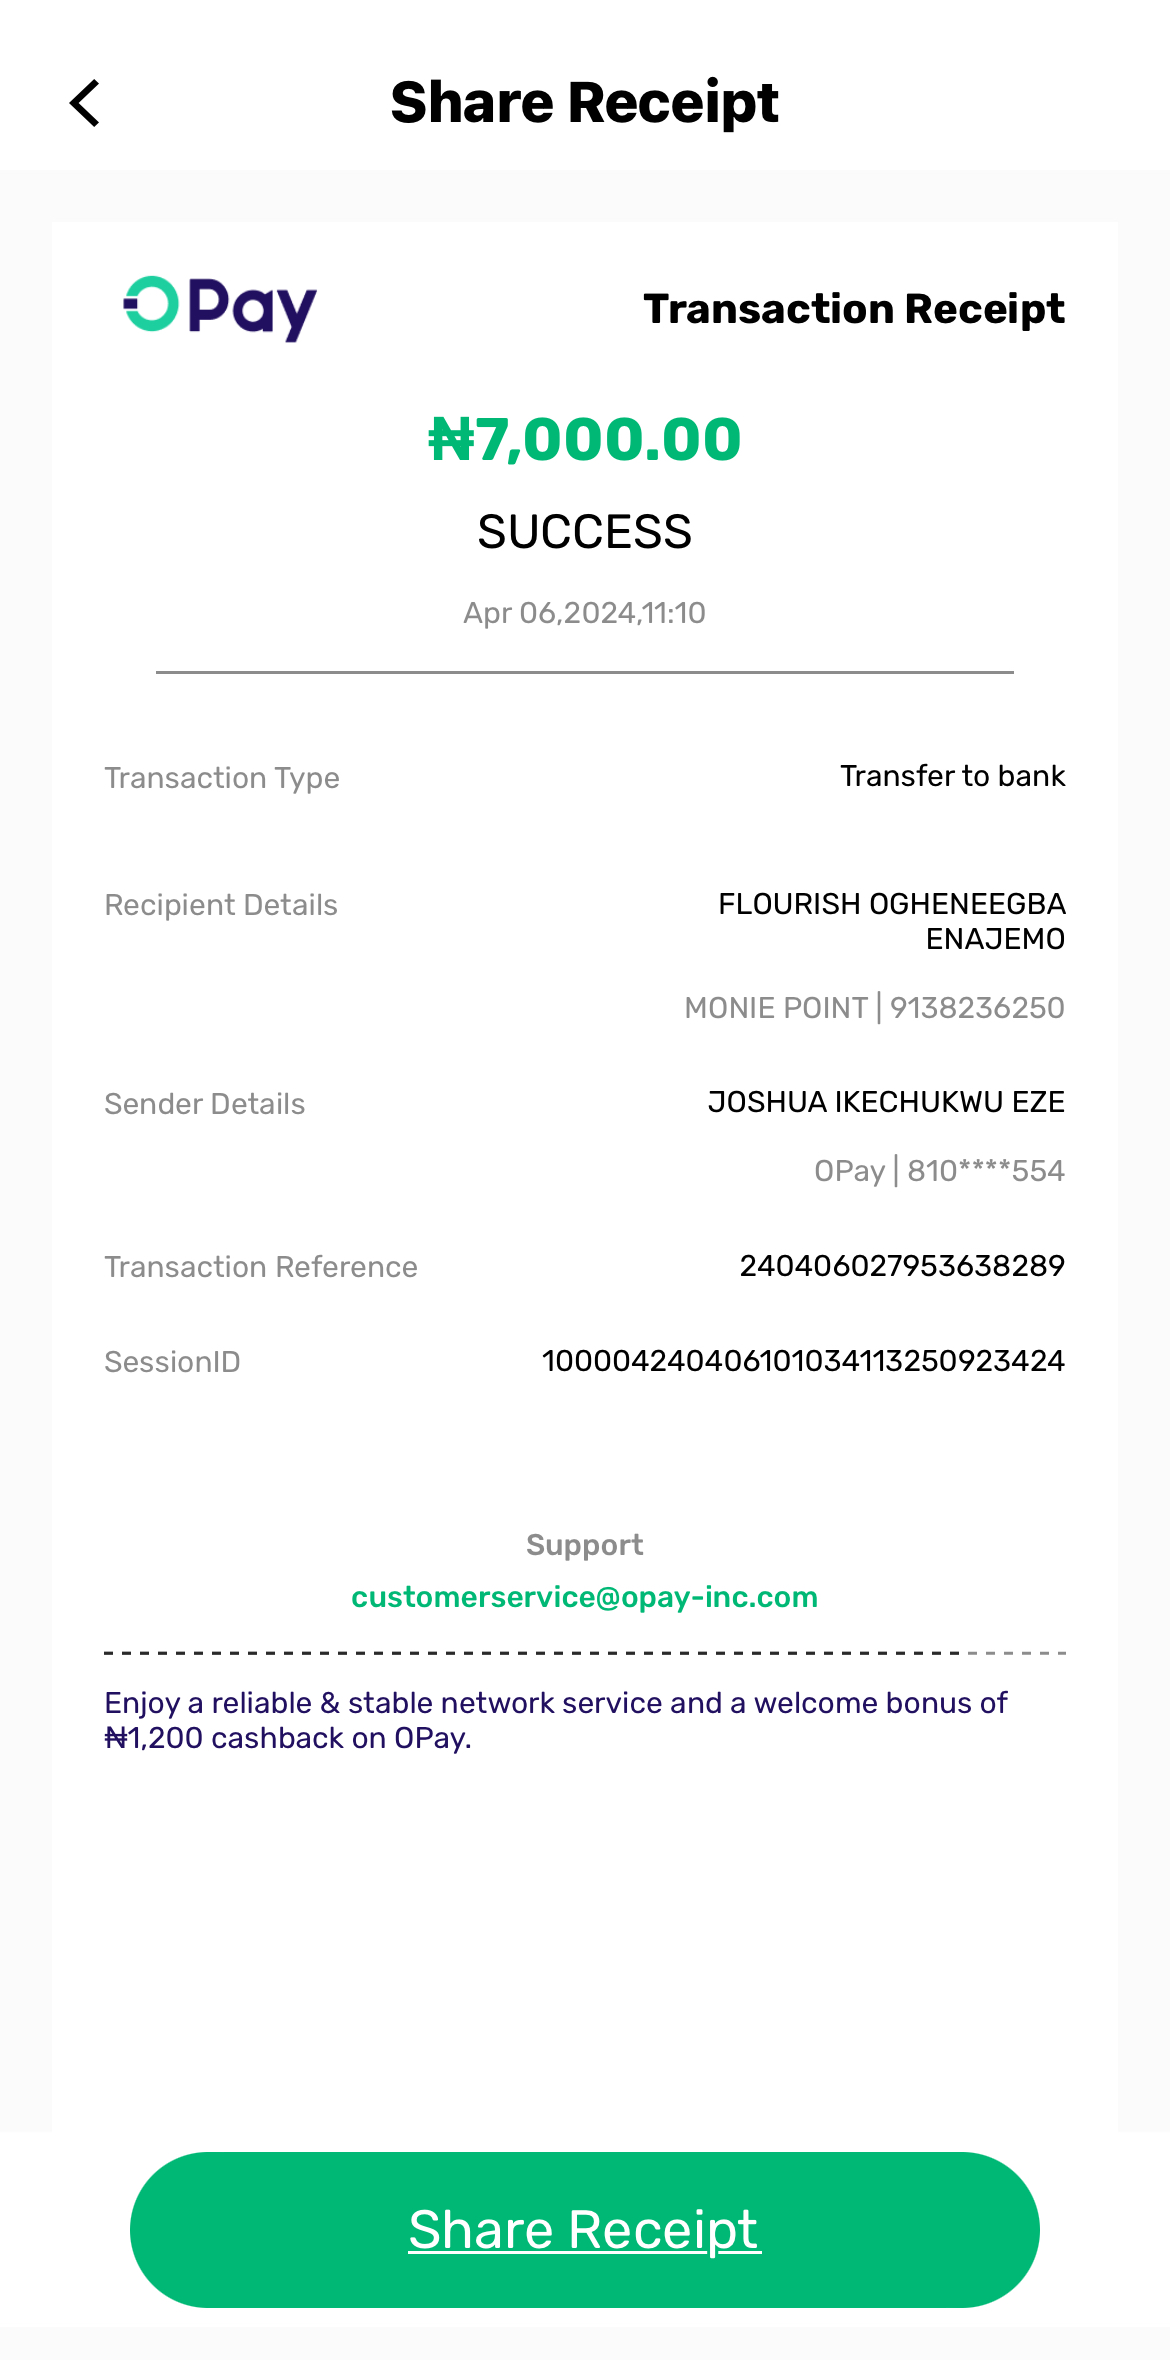 Share Receipt
OPay
Transaction Receipt
₦7,000.00
SUCCESS
Apr 06,2024,11:10
Transaction Type
Transfer to bank
Recipient Details
FLOURISH OGHENEEGBA
ENAJEMO
MONIE POINT | 9138236250
Sender Details
JOSHUA IKECHUKWU EZE
OPay | 810****554
Transaction Reference
240406027953638289
SessionID
100004240406101034113250923424
Support
customerservice@opay-inc.com
Enjoy a reliable & stable network service and a welcome bonus of
₦1,200 cashback on OPay.
Share Receipt